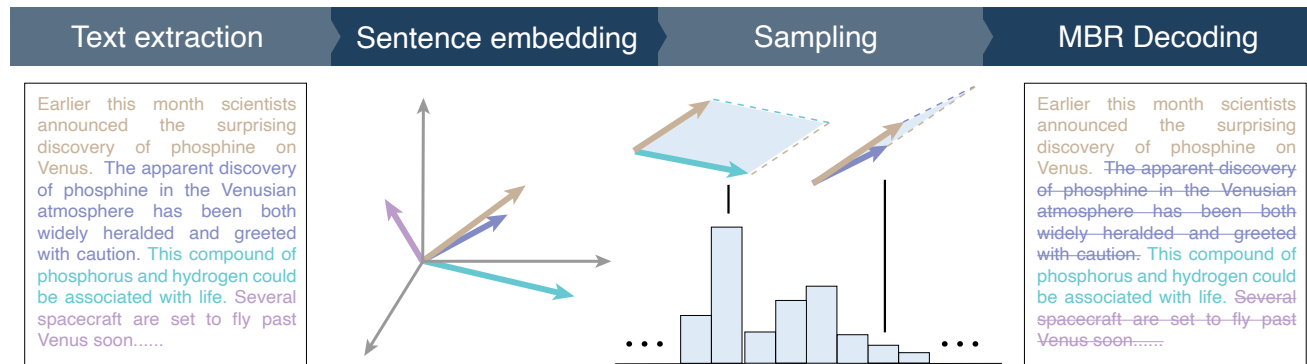 Text extraction
Sentence embedding
Sampling
MBR Decoding
Earlier this month scientists
announced the surprising
discovery of phosphine on
Venus. The apparent discovery
of phosphine in the Venusian
atmosphere has been both
widely heralded and greeted
with caution. This compound of
phosphorus and hydrogen could
be associated with life. Several
spacecraft are set to fly past
Venus soon......
Earlier this month scientists
announced the surprising
discovery of phosphine on
Venus. The apparent discovery
of phosphine in the Venusian
atmosphere has been both
widely heralded and greeted
with caution. This compound of
phosphorus and hydrogen could
be associated with life. Several
spacecraft are set to fly past
Venus soon......